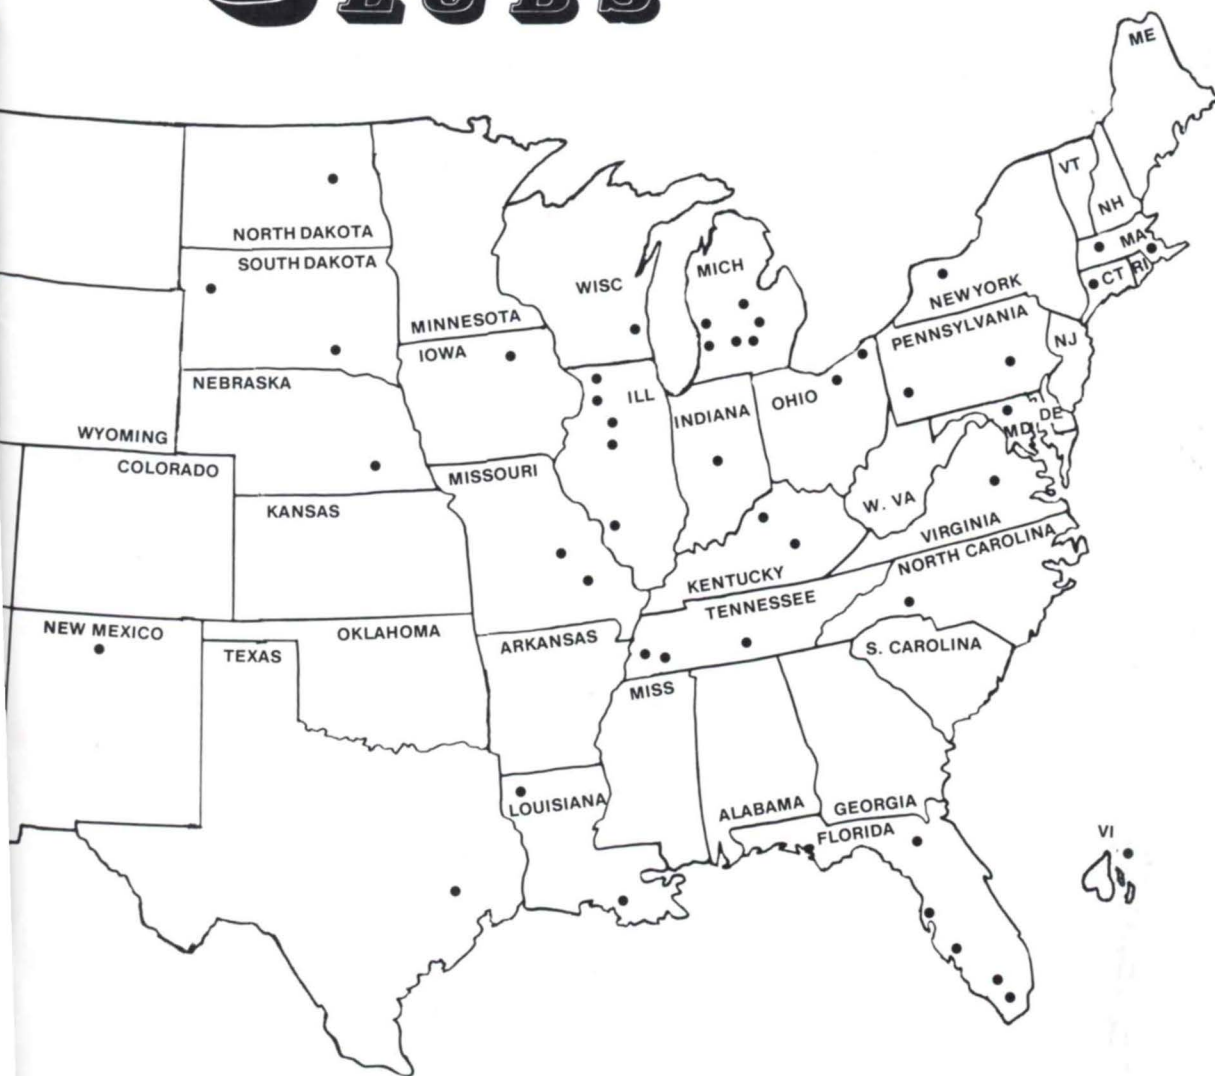 CLUBS
ME
VT
NH
NORTH DAKOTA
SOUTH DAKOTA
MA
MICH
CT
RI
WISC
NEW YORK
MINNESOTA
PENNSYLVANIA
IOWA
NJ
NEBRASKA
ILL
OHIO
INDIANA
DE
MD
WYOMING
COLORADO
MISSOURI
W. VA
KANSAS
VIRGINIA
NORTH CAROLINA
KENTUCKY
TENNESSEE
NEW MEXICO
OKLAHOMA
ARKANSAS
TEXAS
S. CAROLINA
MISS
LOUISIANA
ALABAMA
GEORGIA
FLORIDA
VI